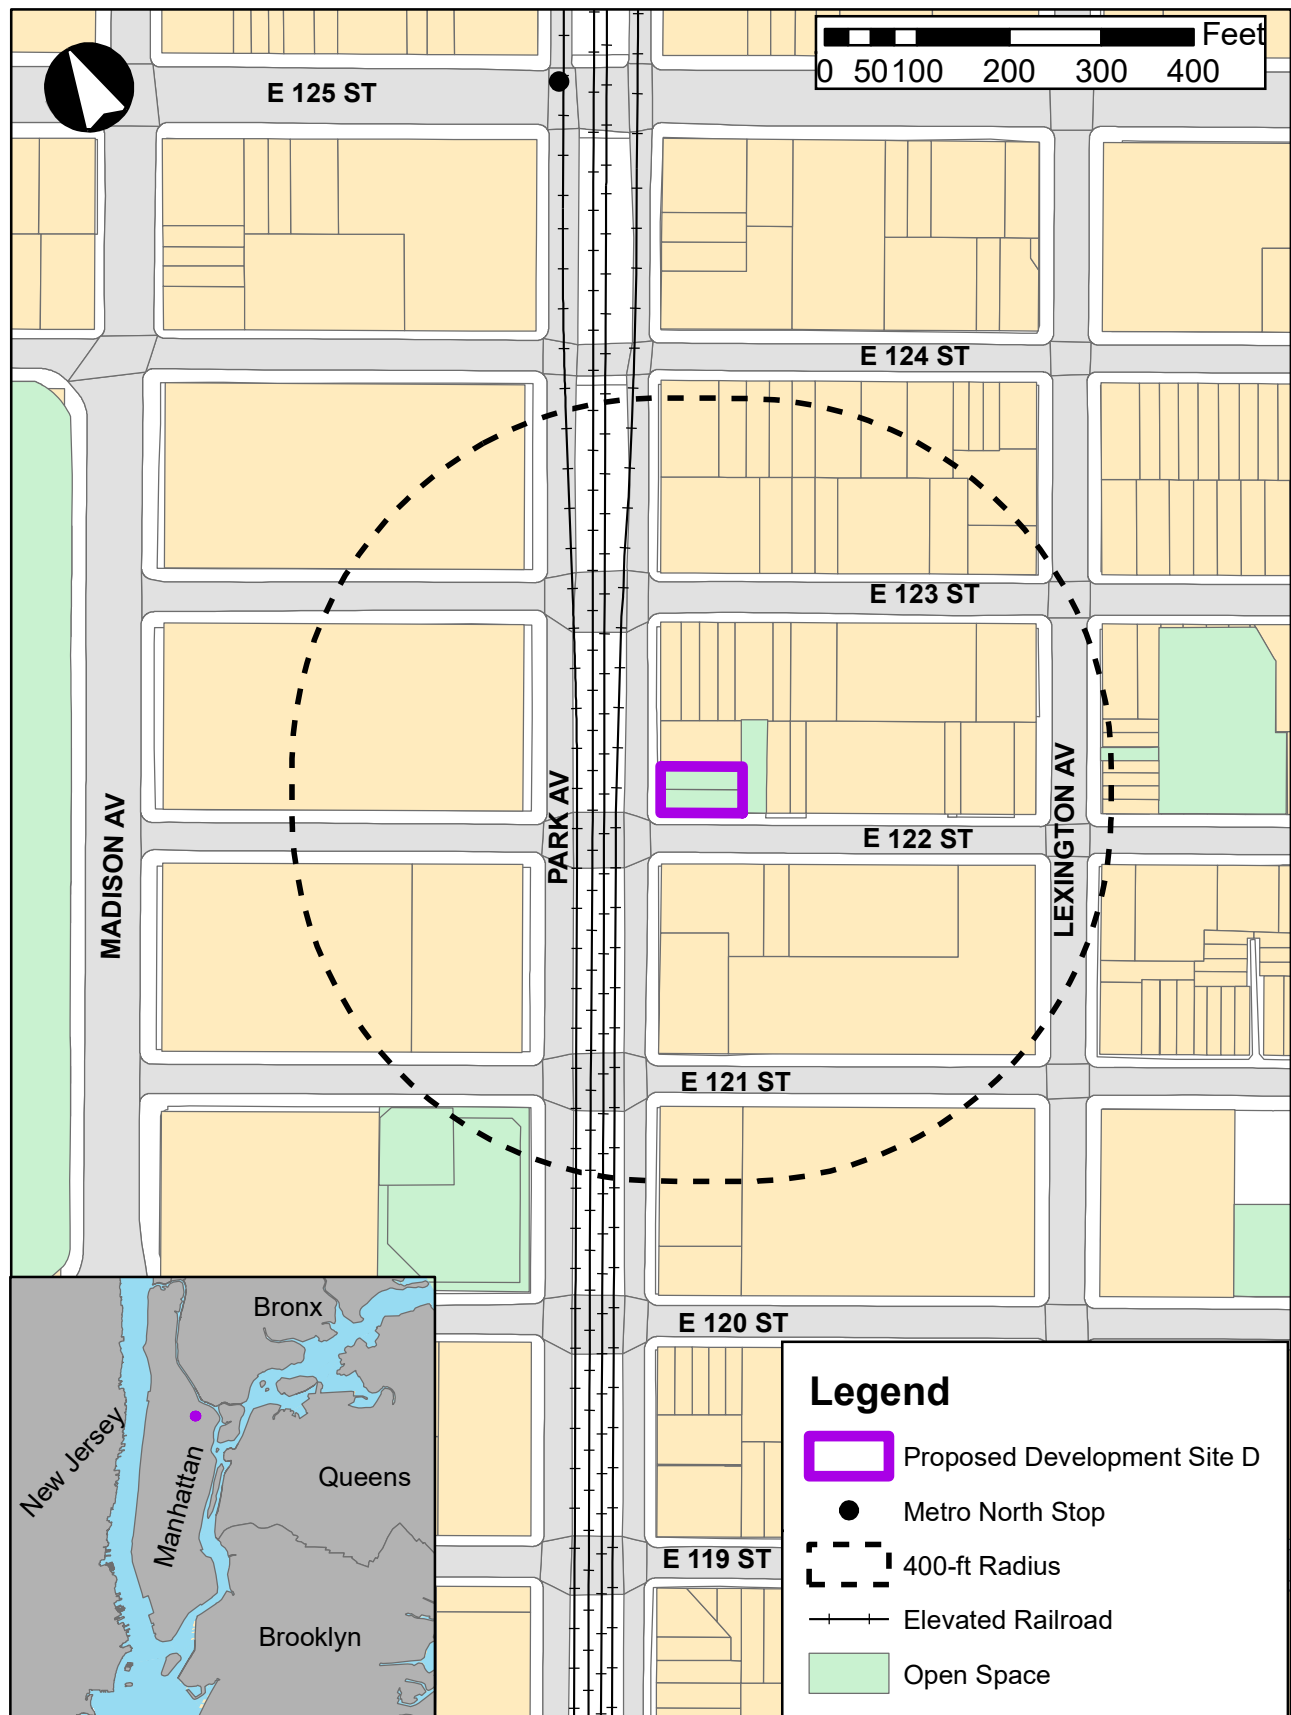 Feet
0 50 100 200 300 400
E 125 ST
E 124 ST
E 123 ST
MADISON AV
PARK AV
LEXINGTON AV
E 122 ST
E 121 ST
E 120 ST
E 119 ST
Bronx
New Jersey
Manhattan
Queens
Brooklyn
Legend
Proposed Development Site D
Metro North Stop
400-ft Radius
Elevated Railroad
Open Space